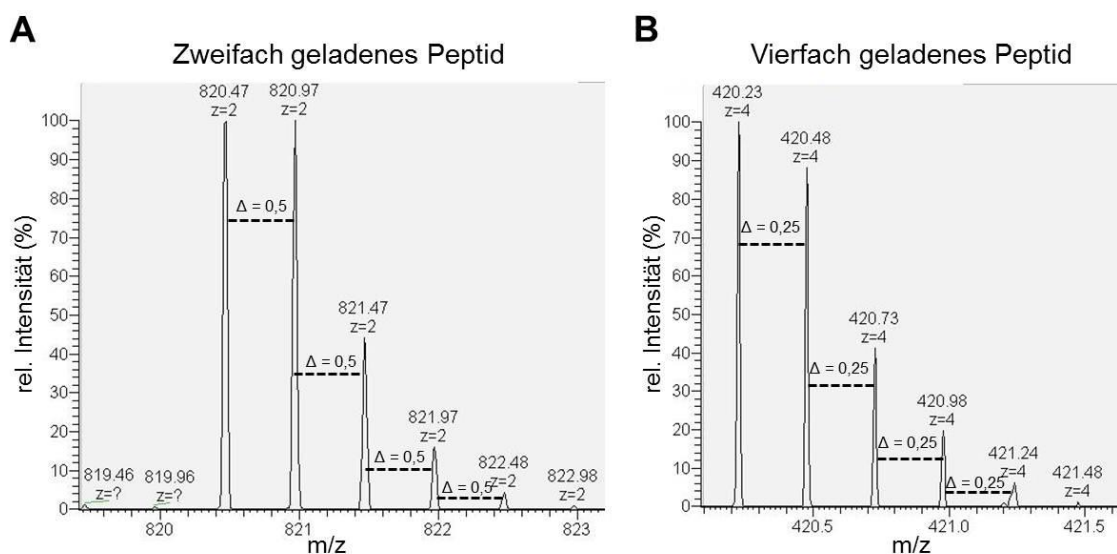 A
Zweifach geladenes Peptid
820.47
z=2
820.97
z=2
100
90
80
70
60
50
40
30
20
10
0
rel. Intensität (%)
Δ = 0,5
821.47
z=2
Δ = 0,5
821.97
z=2
Δ = 0,5
822.48
z=2
Δ = 0,5
819.46
z=?
819.96
z=?
822.98
z=2
820
821
822
823
m/z
B
Vierfach geladenes Peptid
420.23
z=4
420.48
z=4
100
90
80
70
60
50
40
30
20
10
0
rel. Intensität (%)
Δ = 0,25
420.73
z=4
Δ = 0,25
420.98
z=4
Δ = 0,25
421.24
z=4
Δ = 0,25
421.48
z=4
420.5
421.0
421.5
m/z